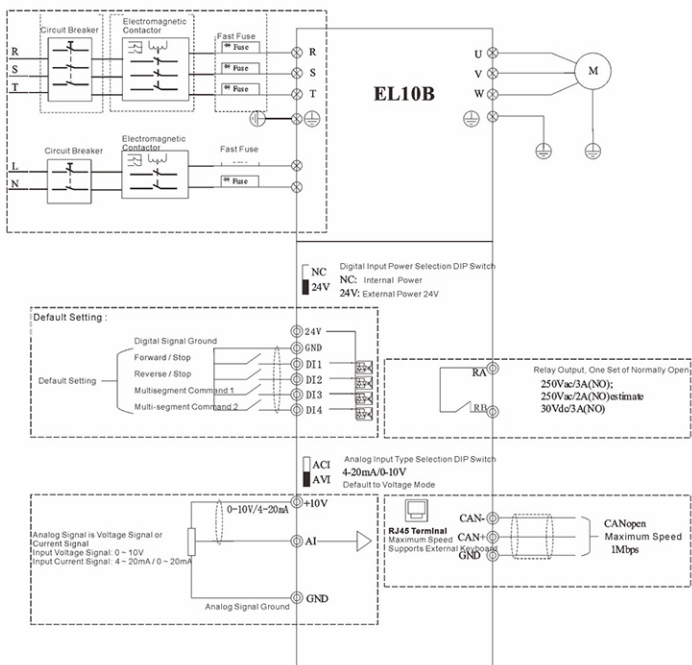 Circuit Breaker
Electromagnetic
Contactor
Fast Fuse
R
S
T
Fuse
Fuse
Fuse
R
S
T
EL10B
U
V
W
M
Circuit Breaker
Electromagnetic
Contactor
Fast Fuse
L
N
Fuse
NC
24V
Digital Input Power Selection DIP Switch
NC: Internal Power
24V: External Power 24V
Default Setting :
Digital Signal Ground
Forward / Stop
Reverse / Stop
Multisegment Command 1
Multi-segment Command 2
Default Setting
24V
GND
DI1
DI2
DI3
DI4
RA
RB
Relay Output, One Set of Normally Open
250Vac/3A(NO);
250Vac/2A(NO)estimate
30Vdc/3A(NO)
ACI
AVI
Analog Input Type Selection DIP Switch
4-20mA/0-10V
Default to Voltage Mode
0-10V/4-20mA
+10V
AI
GND
Analog Signal is Voltage Signal or
Current Signal
Input Voltage Signal: 0 ~ 10V
Input Current Signal: 4 ~ 20mA / 0 ~ 20mA
Analog Signal Ground
RJ45 Terminal
Maximum Speed
Supports External Keyboard
CAN-
CAN+
GND
CANopen
Maximum Speed
1Mbps